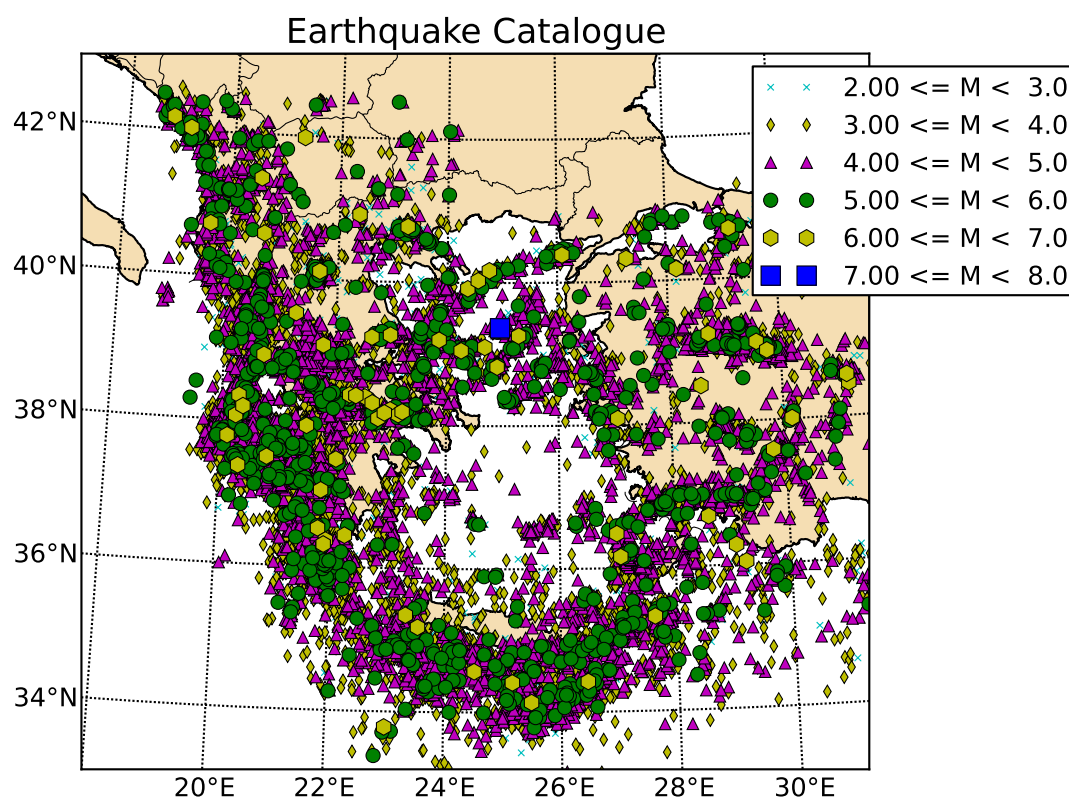 Earthquake Catalogue
2.00 <= M < 3.0
3.00 <= M < 4.0
4.00 <= M < 5.0
5.00 <= M < 6.0
6.00 <= M < 7.0
7.00 <= M < 8.0
42°N
40°N
38°N
36°N
34°N
20°E 22°E 24°E 26°E 28°E 30°E